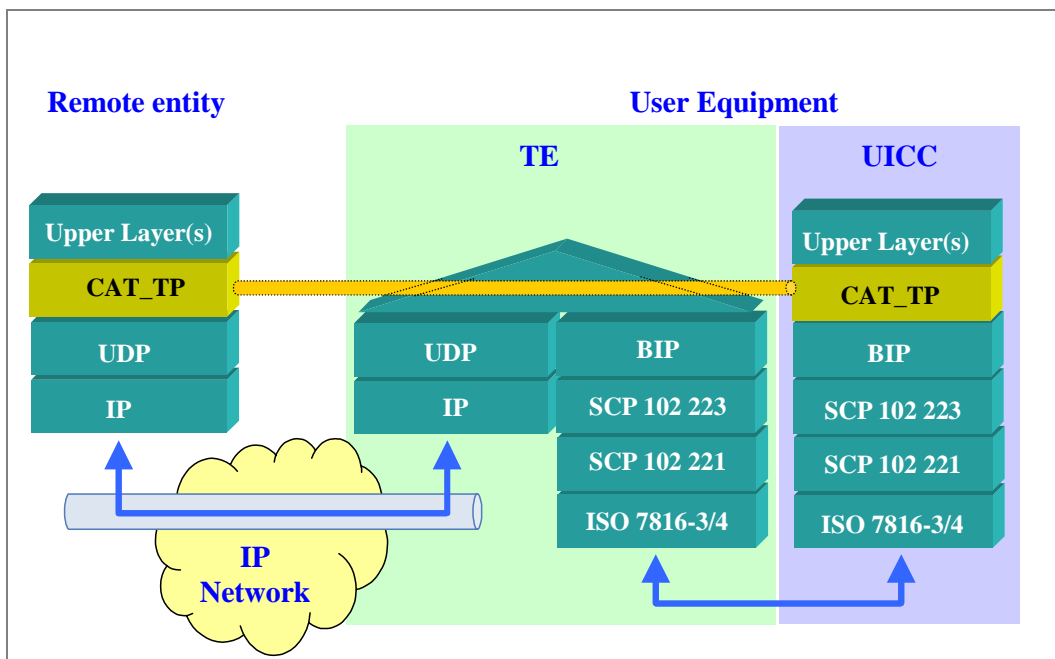 Remote entity
User Equipment
TE
UICC
Upper Layer(s)
CAT_TP
UDP
IP
UDP
IP
BIP
SCP 102 223
SCP 102 221
ISO 7816-3/4
Upper Layer(s)
CAT_TP
BIP
SCP 102 223
SCP 102 221
ISO 7816-3/4
IP
Network